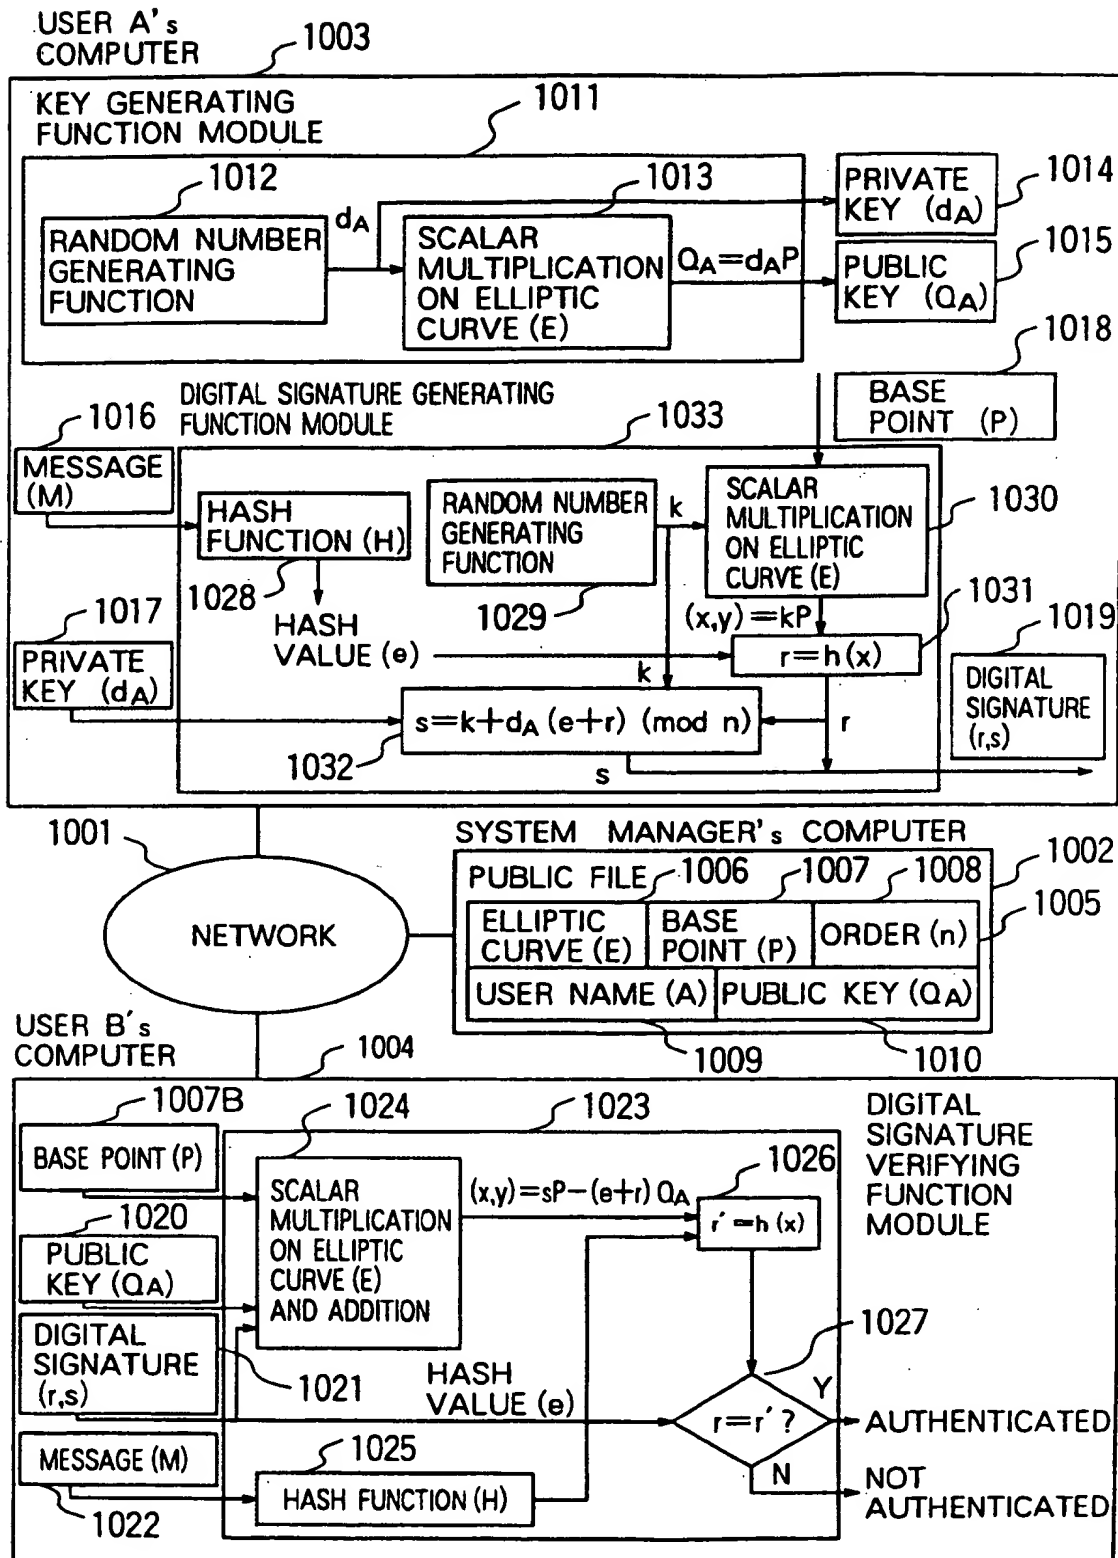 USER A's
COMPUTER
1003
KEY GENERATING
FUNCTION MODULE
1011
1012
1013
1014
RANDOM NUMBER
GENERATING
FUNCTION
dA
SCALAR
MULTIPLICATION
ON ELLIPTIC
CURVE (E)
QA=dAP
PRIVATE
KEY (dA)
1015
PUBLIC
KEY (QA)
1018
BASE
POINT (P)
DIGITAL SIGNATURE GENERATING
FUNCTION MODULE
1033
1016
MESSAGE
(M)
HASH
FUNCTION (H)
1028
RANDOM NUMBER
GENERATING
FUNCTION
1029
k
SCALAR
MULTIPLICATION
ON ELLIPTIC
CURVE (E)
1030
(x,y)=kP
1031
HASH
VALUE (e)
r=h(x)
1017
PRIVATE
KEY (dA)
k
s=k+dA (e+r) (mod n)
1032
r
s
1019
DIGITAL
SIGNATURE
(r,s)
1001
NETWORK
SYSTEM MANAGER's COMPUTER
1002
PUBLIC FILE
1006
1007
1008
1005
ELLIPTIC
CURVE (E)
BASE
POINT (P)
ORDER (n)
USER NAME (A)
PUBLIC KEY (QA)
1009
1010
USER B's
COMPUTER
1004
1007B
BASE POINT (P)
1024
1023
DIGITAL
SIGNATURE
VERIFYING
FUNCTION
MODULE
SCALAR
MULTIPLICATION
ON ELLIPTIC
CURVE (E)
AND ADDITION
(x,y)=sP-(e+r) QA
1026
r'=h(x)
1020
PUBLIC
KEY (QA)
DIGITAL
SIGNATURE
(r,s)
1021
HASH
VALUE (e)
1027
r=r' ?
Y
AUTHENTICATED
N
NOT
AUTHENTICATED
MESSAGE (M)
1022
1025
HASH FUNCTION (H)